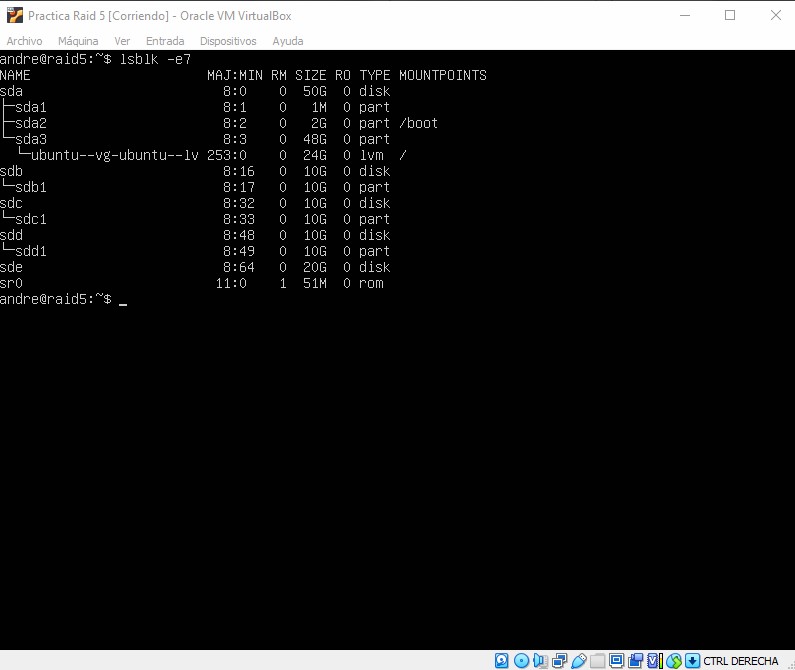 Practica Raid 5 [Corriendo] - Oracle VM VirtualBox
Archivo Máquina Ver Entrada Dispositivos Ayuda
andre@raid5:~$ lsblk -e7
NAME                      MAJ:MIN RM SIZE RO TYPE MOUNTPOINTS
sda                         8:0    0  50G  0 disk
├─sda1                      8:1    0   1M  0 part
├─sda2                      8:2    0   2G  0 part /boot
└─sda3                      8:3    0  48G  0 part
  └─ubuntu--vg-ubuntu--lv 253:0    0  24G  0 lvm  /
sdb                         8:16   0  10G  0 disk
└─sdb1                      8:17   0  10G  0 part
sdc                         8:32   0  10G  0 disk
└─sdc1                      8:33   0  10G  0 part
sdd                         8:48   0  10G  0 disk
└─sdd1                      8:49   0  10G  0 part
sde                         8:64   0  20G  0 disk
sr0                        11:0    1  51M  0 rom
andre@raid5:~$ _
CTRL DERECHA